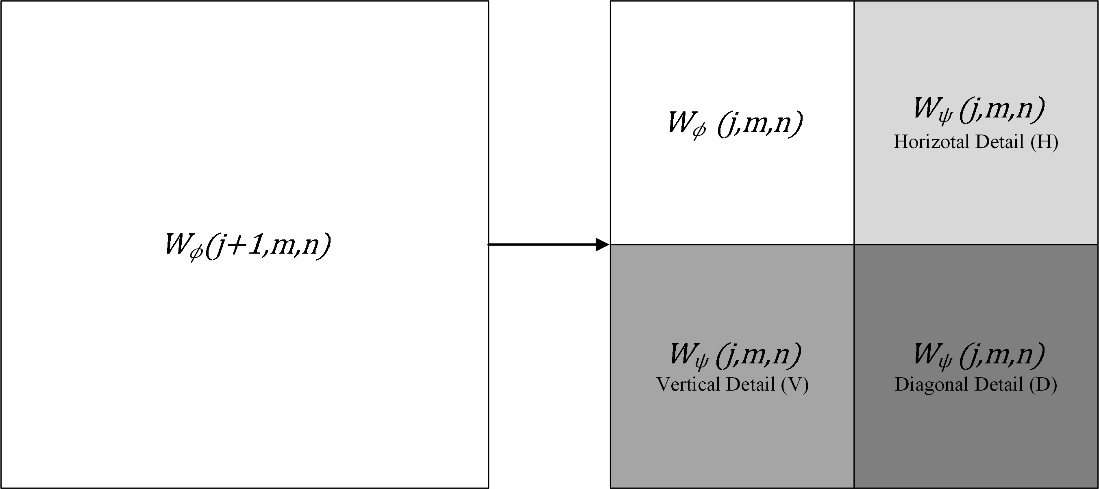 W𝜙(j+1,m,n)
W𝜙 (j,m,n)
Wψ (j,m,n)
Horizotal Detail (H)
Wψ (j,m,n)
Vertical Detail (V)
Wψ (j,m,n)
Diagonal Detail (D)